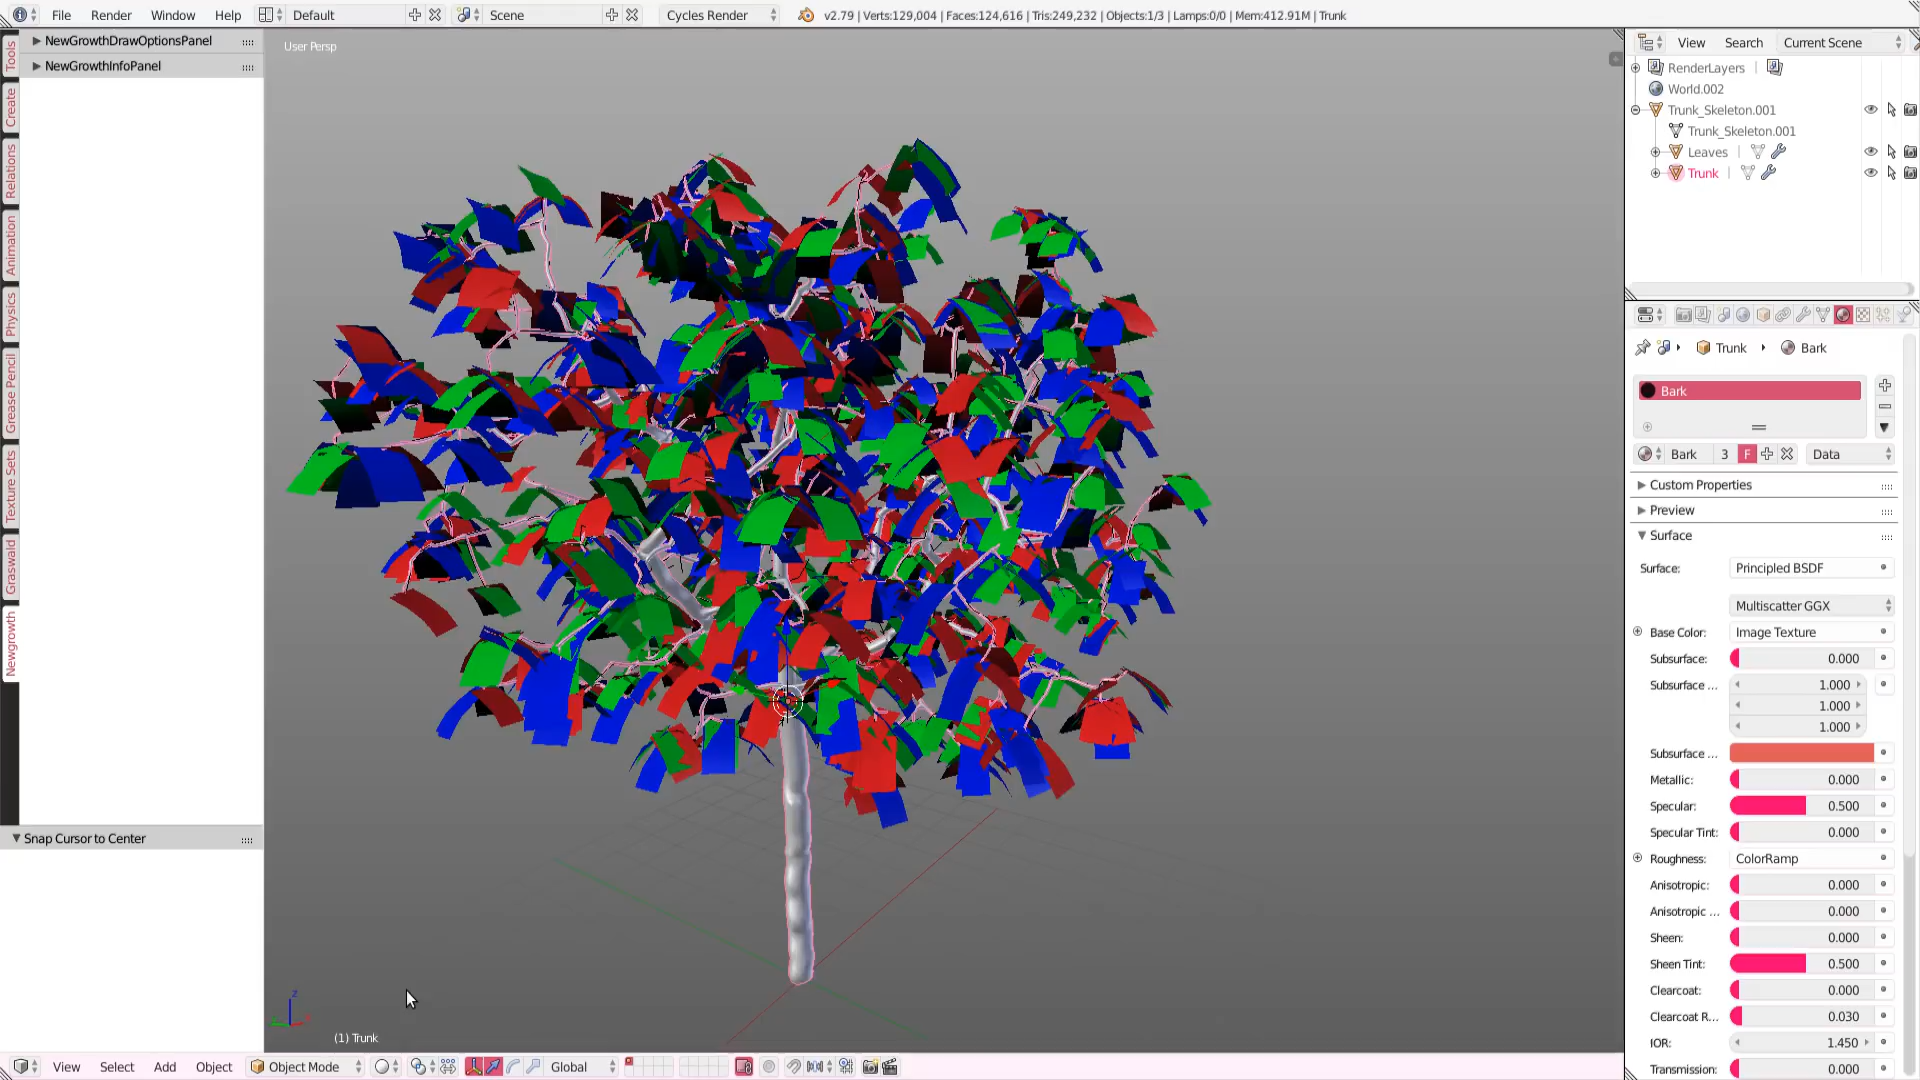 File Render Window Help Default Scene Cycles Render v2.79 | Verts:129,004 | Faces:124,616 | Tris:249,232 | Objects:1/3 | Lamps:0/0 | Mem:412.91M | Trunk
NewGrowthDrawOptionsPanel
NewGrowthInfoPanel
Tools
Create
Relations
Animation
Physics
Grease Pencil
Texture Sets
Graswald
Newgrowth
Snap Cursor to Center
User Persp
(1) Trunk
View Select Add Object Object Mode Global
View Search Current Scene
RenderLayers |
World.002
Trunk_Skeleton.001
Trunk_Skeleton.001
Leaves |
Trunk |
Trunk Bark
Bark
Bark 3 F Data
Custom Properties
Preview
Surface
Surface: Principled BSDF
Multiscatter GGX
Base Color: Image Texture
Subsurface: 0.000
Subsurface ... 1.000
1.000
1.000
Subsurface ...
Metallic: 0.000
Specular: 0.500
Specular Tint: 0.000
Roughness: ColorRamp
Anisotropic: 0.000
Anisotropic ... 0.000
Sheen: 0.000
Sheen Tint: 0.500
Clearcoat: 0.000
Clearcoat R... 0.030
IOR: 1.450
Transmission: 0.000